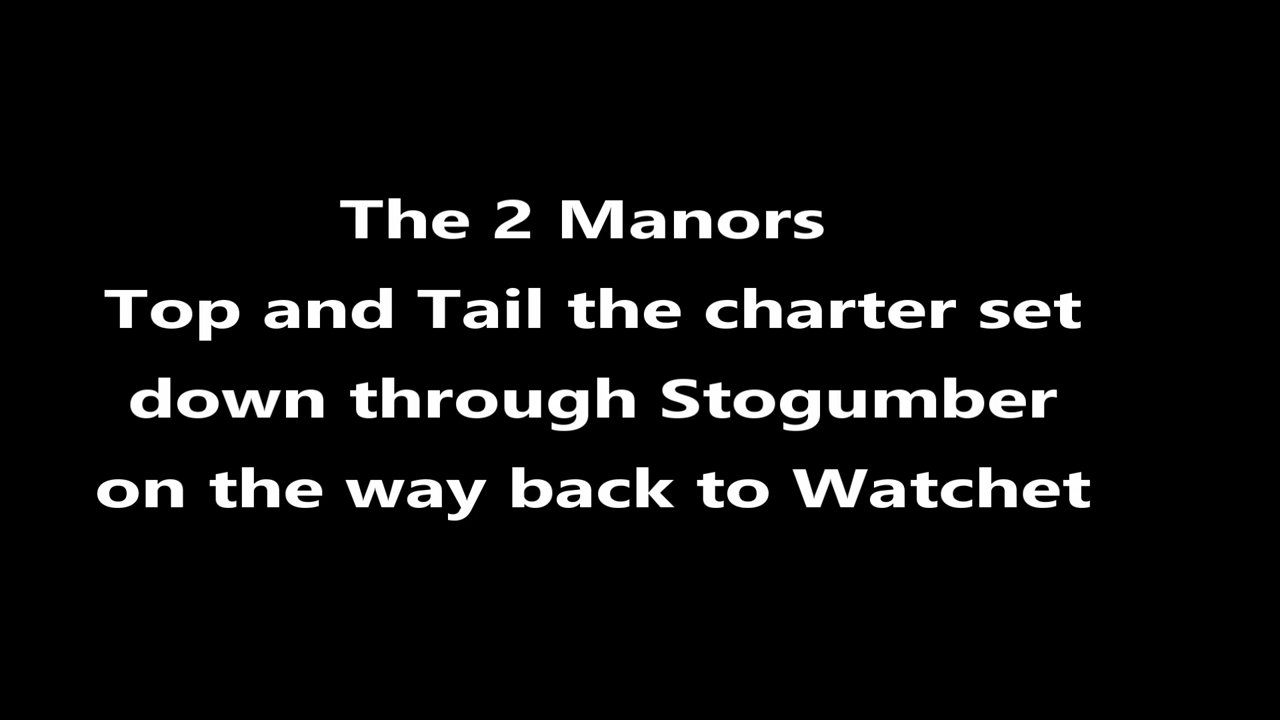 The 2 Manors
Top and Tail the charter set
down through Stogumber
on the way back to Watchet